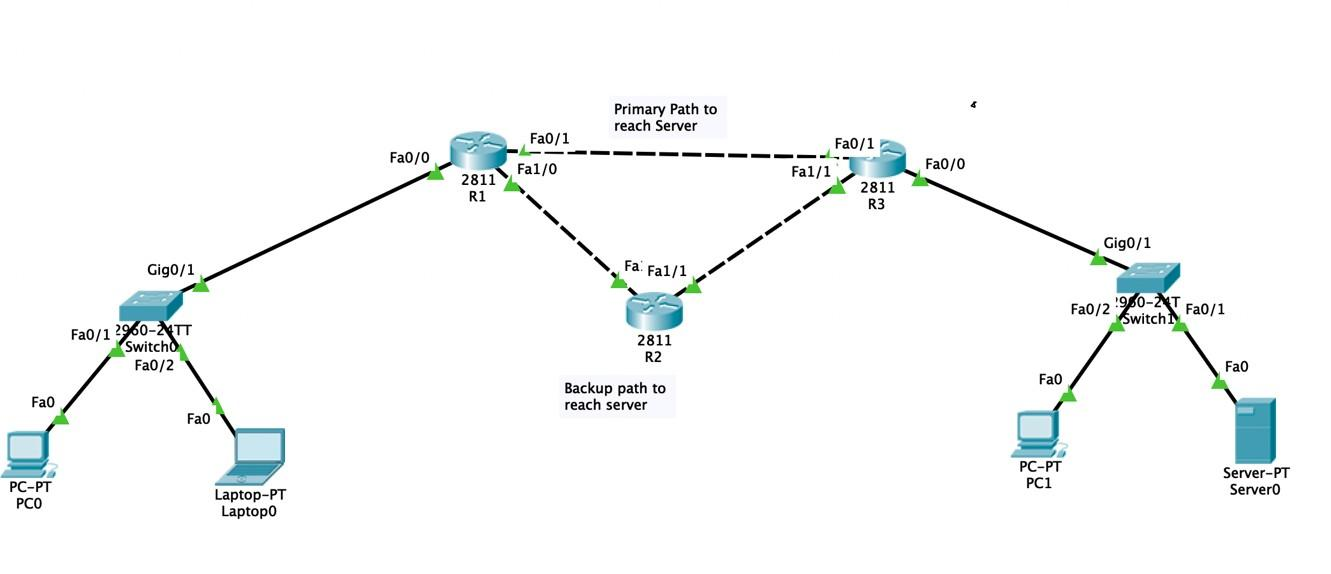 Primary Path to
reach Server
Fa0/1
Fa0/1
Fa0/0
Fa1/0
Fa1/1
Fa0/0
2811
R1
2811
R3
Gig0/1
Fa1/1
Gig0/1
2811
R2
Fa0/1
2960-24TT
Switch0
Fa0/2
Fa0/2
Switch1
Fa0/1
Backup path to
reach server
Fa0
Fa0
Fa0
Fa0
PC-PT
PC0
Laptop-PT
Laptop0
PC-PT
PC1
Server-PT
Server0